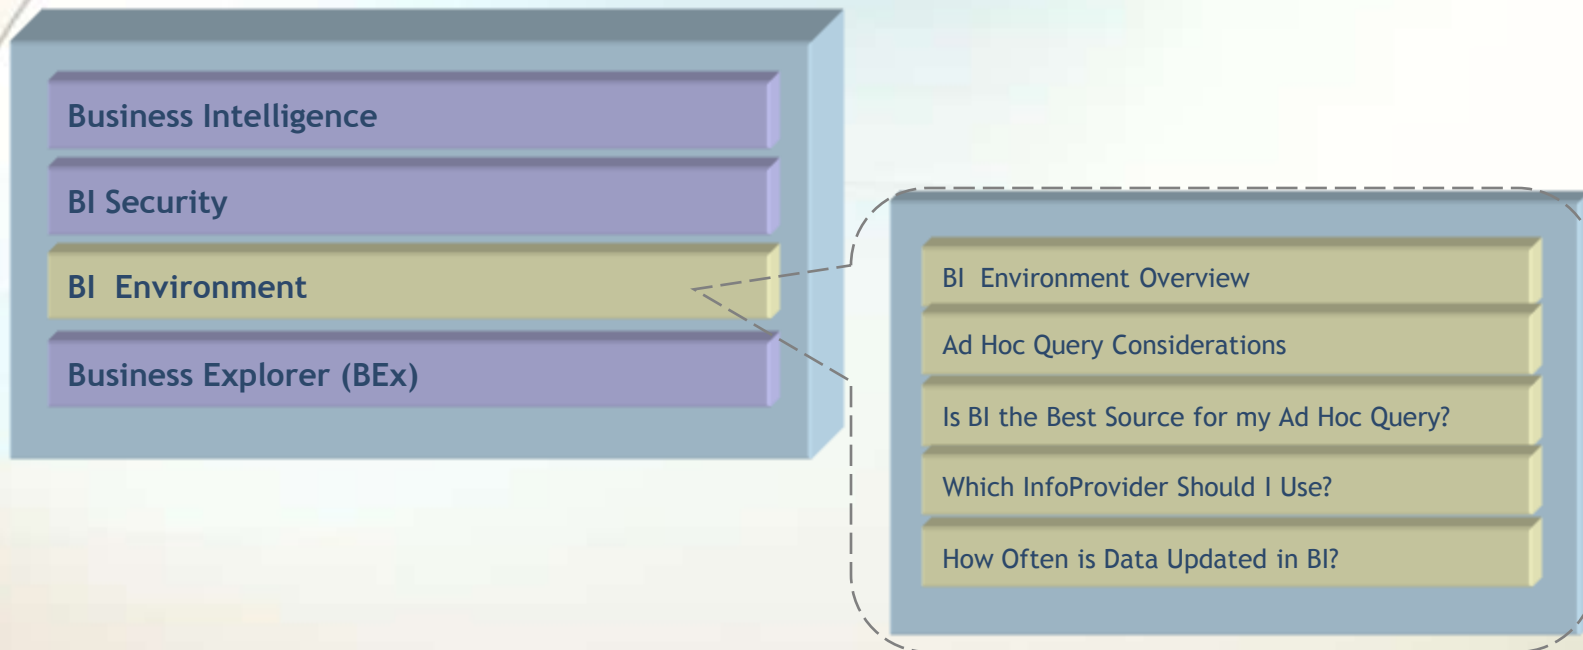 Business Intelligence
BI Security
BI  Environment
Business Explorer (BEx)
BI  Environment Overview
Ad Hoc Query Considerations
Is BI the Best Source for my Ad Hoc Query?
Which InfoProvider Should I Use?
How Often is Data Updated in BI?